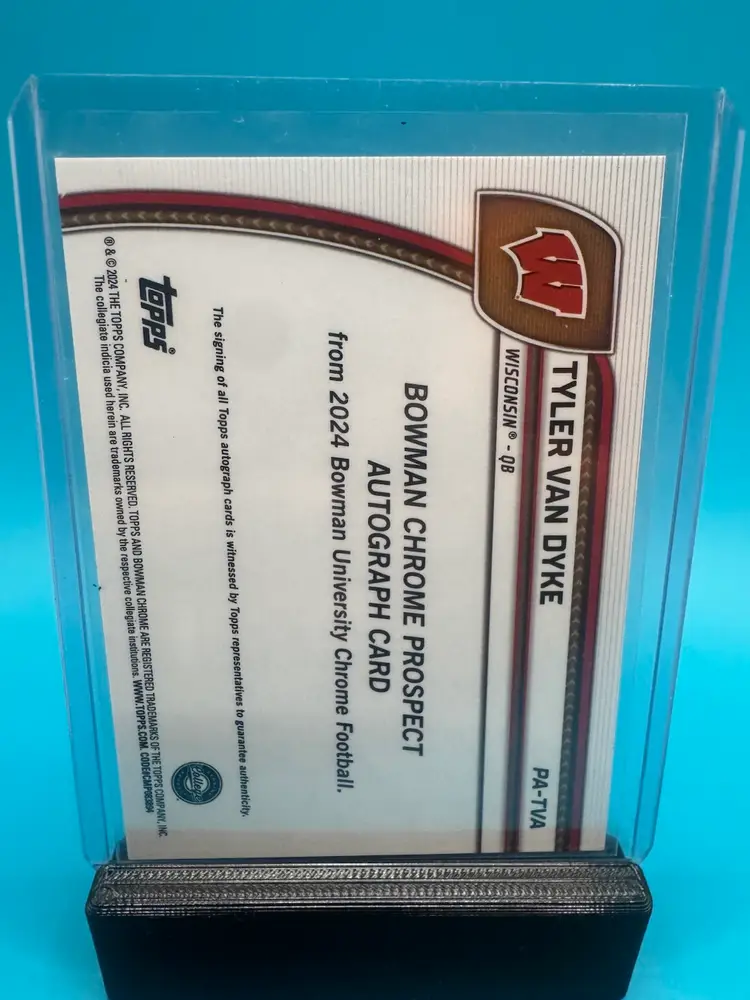 W
TYLER VAN DYKE
PA-TVA
WISCONSIN® - QB
BOWMAN CHROME PROSPECT
AUTOGRAPH CARD
from 2024 Bowman University Chrome Football.
The signing of all Topps autograph cards is witnessed by Topps representatives to guarantee authenticity.
topps®
College
® & © 2024 THE TOPPS COMPANY, INC. ALL RIGHTS RESERVED. TOPPS AND BOWMAN CHROME ARE REGISTERED TRADEMARKS OF THE TOPPS COMPANY, INC.
The collegiate indicia used herein are trademarks owned by the respective collegiate institutions. WWW.TOPPS.COM.